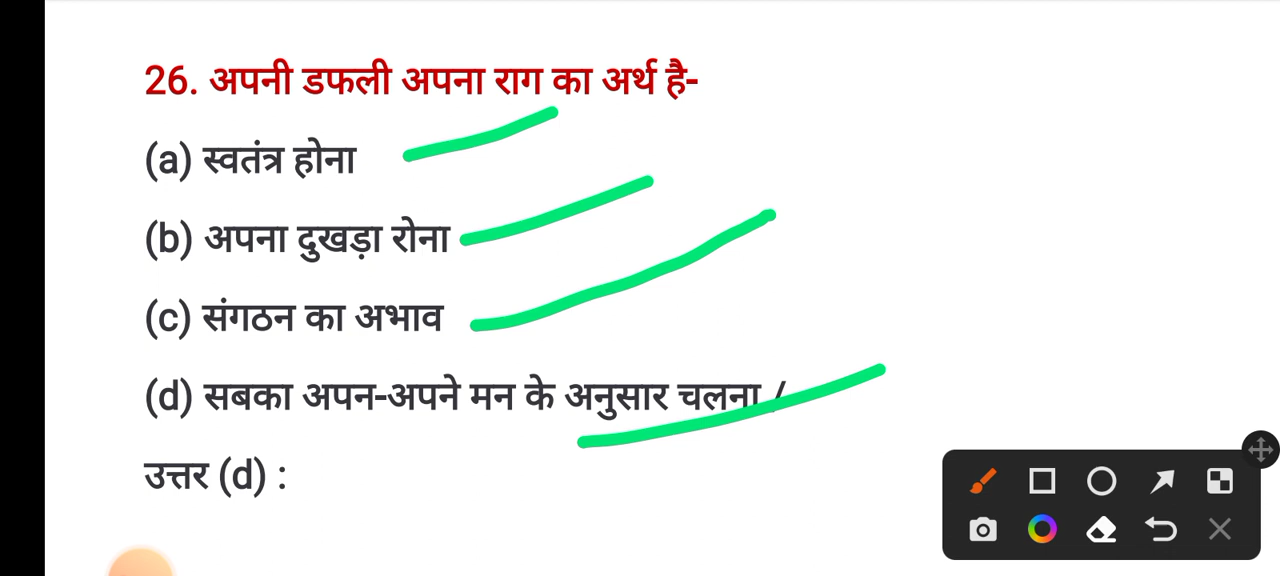 26. अपनी डफली अपना राग का अर्थ है-
(a) स्वतंत्र होना
(b) अपना दुखड़ा रोना
(c) संगठन का अभाव
(d) सबका अपन-अपने मन के अनुसार चलना /
उत्तर (d) :